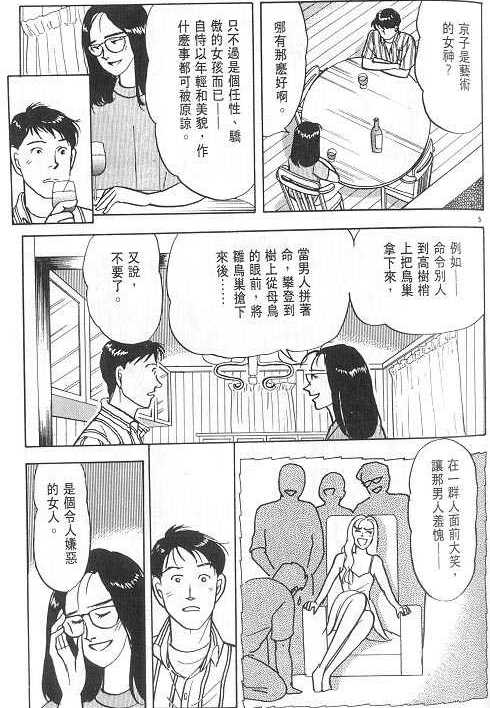 京子是藝術
的女神?
哪有那麼好啊。
只不過是個任性、驕
傲的女孩而已——
自恃以年輕和美貌，作
什麼事都可被原諒。
5
例如——
命令別人
到高樹梢
上把鳥巢
拿下來，
當男人拼著
命，攀登到
樹上從母鳥
的眼前，將
雛鳥巢搶下
來後……
又說，
不要了。
在一群人面前大笑，
讓那男人羞愧——
是個令人嫌惡
的女人。